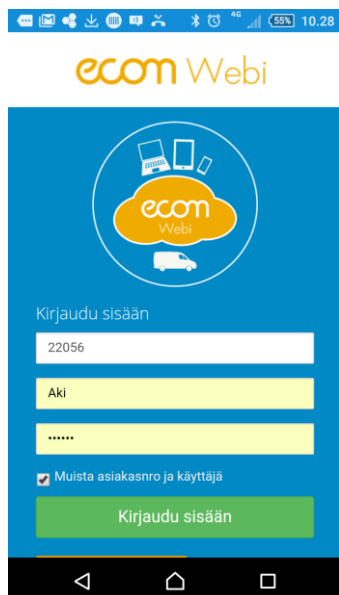 4G 55% 10.28
ecom Webi
ecom
Webi
Kirjaudu sisään
22056
Aki
••••••
Muista asiakasnro ja käyttäjä
Kirjaudu sisään